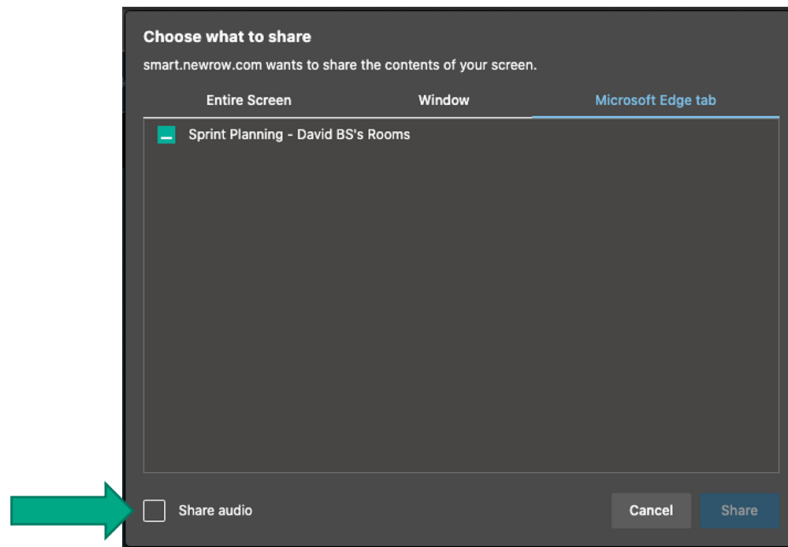 Choose what to share
smart.newrow.com wants to share the contents of your screen.
Entire Screen Window Microsoft Edge tab
Sprint Planning - David BS's Rooms
Share audio Cancel Share